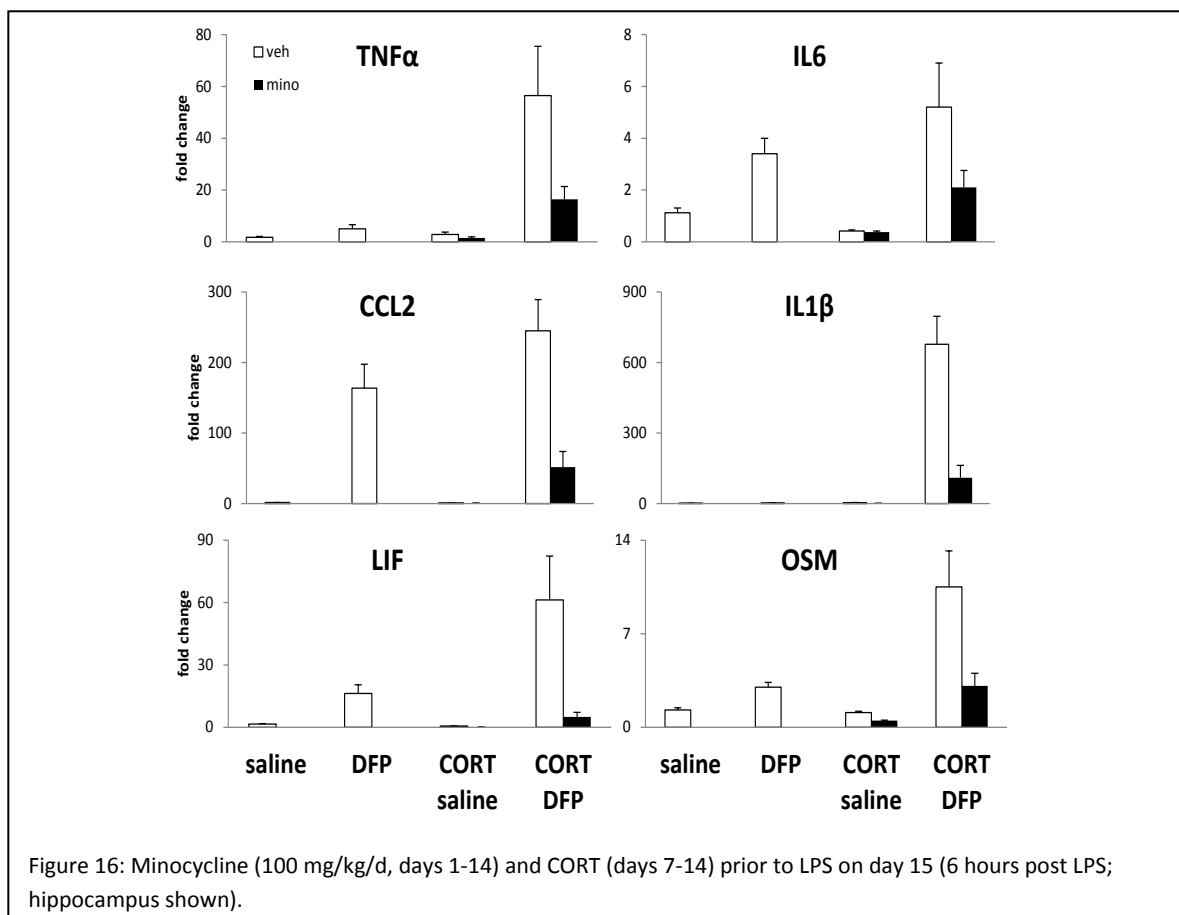 TNFα
veh
mino
fold change
80
60
40
20
0
IL6
8
6
4
2
0
CCL2
fold change
300
200
100
0
IL1β
900
600
300
0
LIF
fold change
90
60
30
0
OSM
14
7
0
saline DFP CORT saline CORT DFP
saline DFP CORT saline CORT DFP
Figure 16: Minocycline (100 mg/kg/d, days 1-14) and CORT (days 7-14) prior to LPS on day 15 (6 hours post LPS;
hippocampus shown).